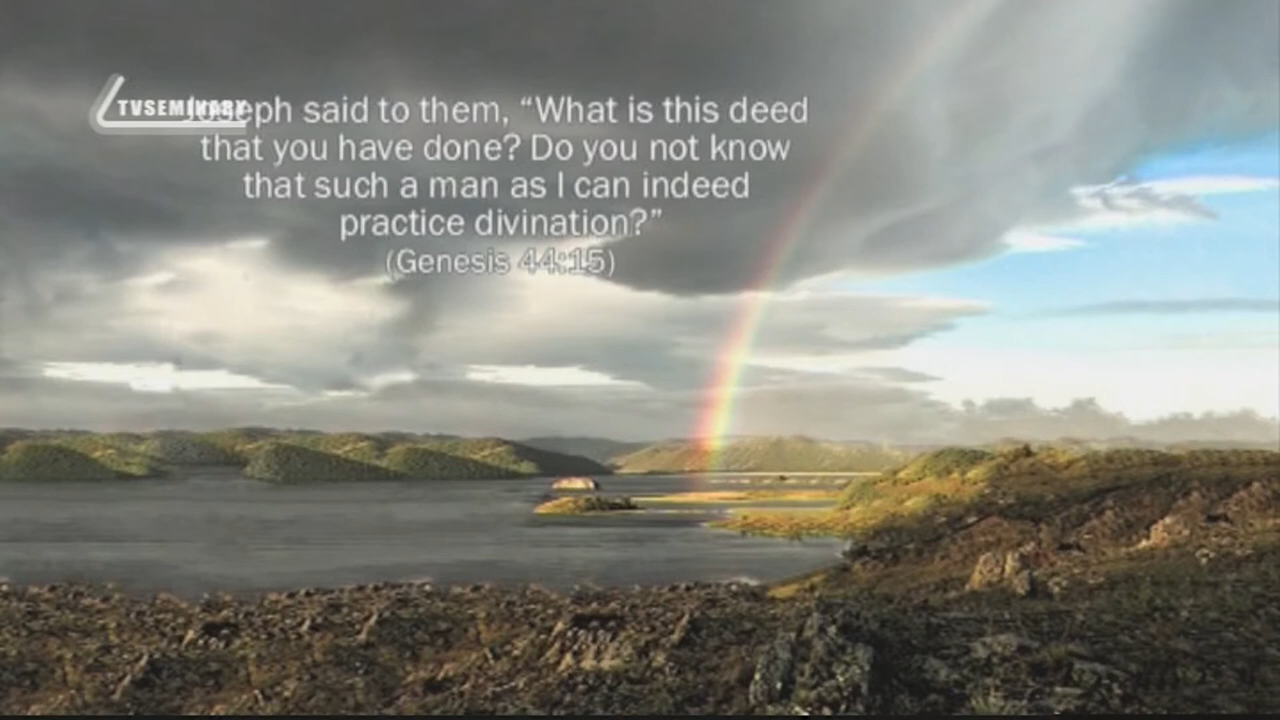 TVSEMINARY
Joseph said to them, “What is this deed
that you have done? Do you not know
that such a man as I can indeed
practice divination?”
(Genesis 44:15)